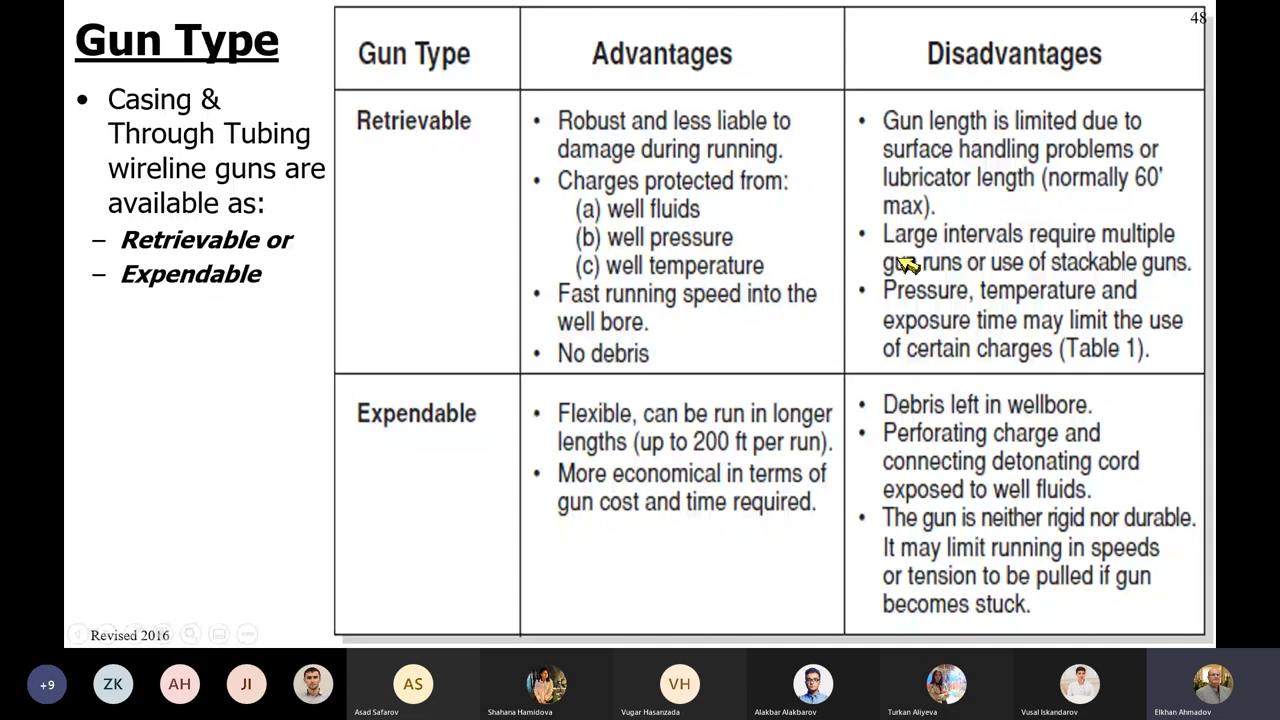 48
Gun Type
• Casing &
Through Tubing
wireline guns are
available as:
– Retrievable or
– Expendable
Gun Type
Advantages
Disadvantages
Retrievable
• Robust and less liable to
damage during running.
• Charges protected from:
(a) well fluids
(b) well pressure
(c) well temperature
• Fast running speed into the
well bore.
• No debris
• Gun length is limited due to
surface handling problems or
lubricator length (normally 60'
max).
• Large intervals require multiple
gun runs or use of stackable guns.
• Pressure, temperature and
exposure time may limit the use
of certain charges (Table 1).
Expendable
• Flexible, can be run in longer
lengths (up to 200 ft per run).
• More economical in terms of
gun cost and time required.
• Debris left in wellbore.
• Perforating charge and
connecting detonating cord
exposed to well fluids.
• The gun is neither rigid nor durable.
It may limit running in speeds
or tension to be pulled if gun
becomes stuck.
Revised 2016
+9
ZK
AH
JI
AS
VH
Asad Safarov
Shahana Hamidova
Vugar Hasanzada
Alakbar Alakbarov
Turkan Aliyeva
Vusal Iskandarov
Elkhan Ahmadov